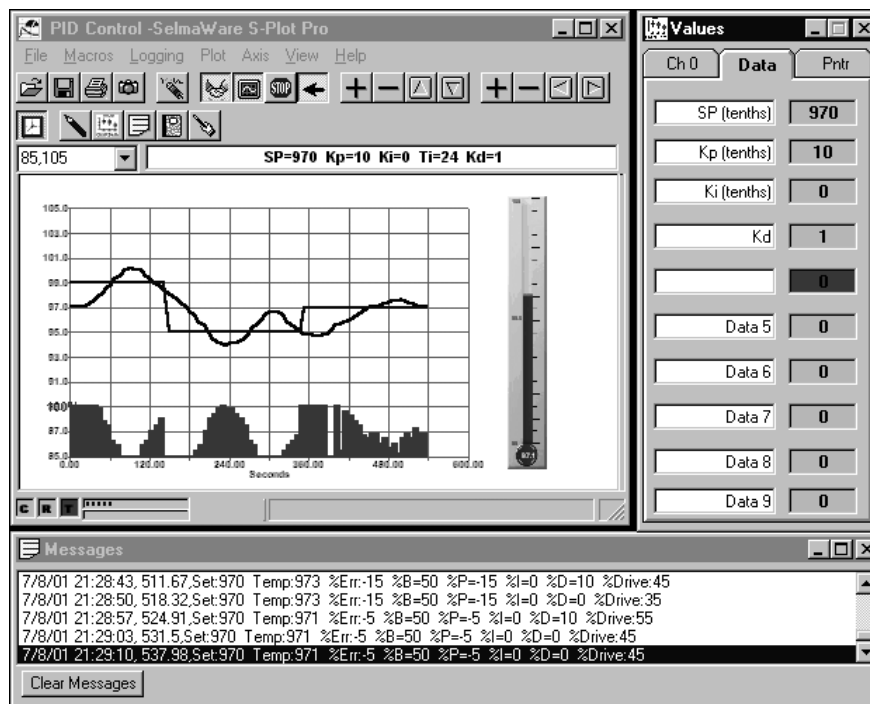 PID Control -SelmaWare S-Plot Pro
File Macros Logging Plot Axis View Help
STOP
85,105
SP=970 Kp=10 Ki=0 Ti=24 Kd=1
105.0
103.0
101.0
99.0
97.0
95.0
93.0
91.0
87.0
85.0
0.00 120.00 240.00 360.00 480.00 600.00
Seconds
97.1
C R T
Values
Ch 0 Data Pntr
SP (tenths) 970
Kp (tenths) 10
Ki (tenths) 0
Kd 1
0
Data 5 0
Data 6 0
Data 7 0
Data 8 0
Data 9 0
Messages
7/8/01 21:28:43, 511.67,Set:970 Temp:973 %Err:-15 %B=50 %P=-15 %I=0 %D=10 %Drive:45
7/8/01 21:28:50, 518.32,Set:970 Temp:973 %Err:-15 %B=50 %P=-15 %I=0 %D=0 %Drive:35
7/8/01 21:28:57, 524.91,Set:970 Temp:971 %Err:-5 %B=50 %P=-5 %I=0 %D=10 %Drive:55
7/8/01 21:29:03, 531.5,Set:970 Temp:971 %Err:-5 %B=50 %P=-5 %I=0 %D=0 %Drive:45
7/8/01 21:29:10, 537.98,Set:970 Temp:971 %Err:-5 %B=50 %P=-5 %I=0 %D=0 %Drive:45
Clear Messages